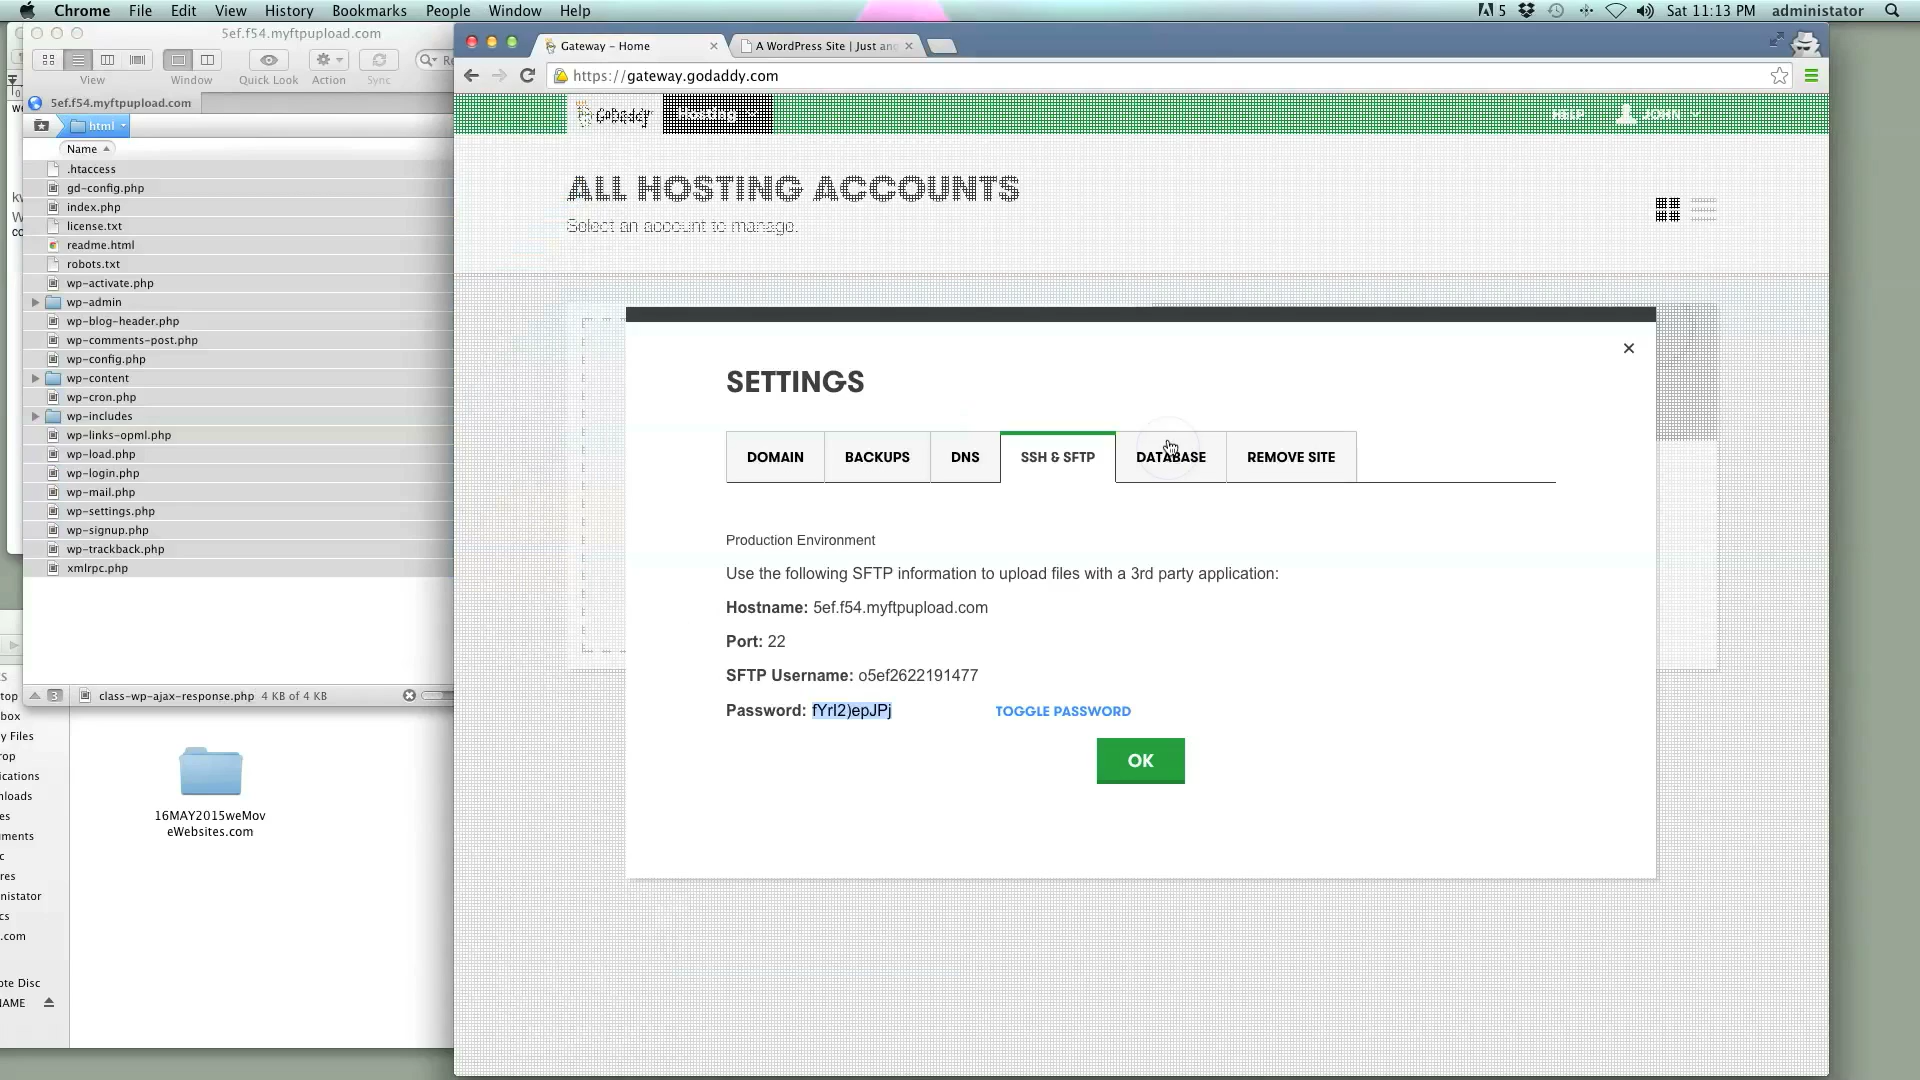 Chrome File Edit View History Bookmarks People Window Help
5 Sat 11:13 PM administator
5ef.f54.myftpupload.com
View Window Quick Look Action Sync
5ef.f54.myftpupload.com
html
Name
.htaccess
gd-config.php
index.php
license.txt
readme.html
robots.txt
wp-activate.php
wp-admin
wp-blog-header.php
wp-comments-post.php
wp-config.php
wp-content
wp-cron.php
wp-includes
wp-links-opml.php
wp-load.php
wp-login.php
wp-mail.php
wp-settings.php
wp-signup.php
wp-trackback.php
xmlrpc.php
3 class-wp-ajax-response.php 4 KB of 4 KB
16MAY2015weMov
eWebsites.com
Gateway – Home
A WordPress Site | Just an
https://gateway.godaddy.com
GoDaddy Hosting HELP JOHN
ALL HOSTING ACCOUNTS
Select an account to manage.
SETTINGS
DOMAIN BACKUPS DNS SSH & SFTP DATABASE REMOVE SITE
Production Environment
Use the following SFTP information to upload files with a 3rd party application:
Hostname: 5ef.f54.myftpupload.com
Port: 22
SFTP Username: o5ef2622191477
Password: fYrI2)epJPj TOGGLE PASSWORD
OK